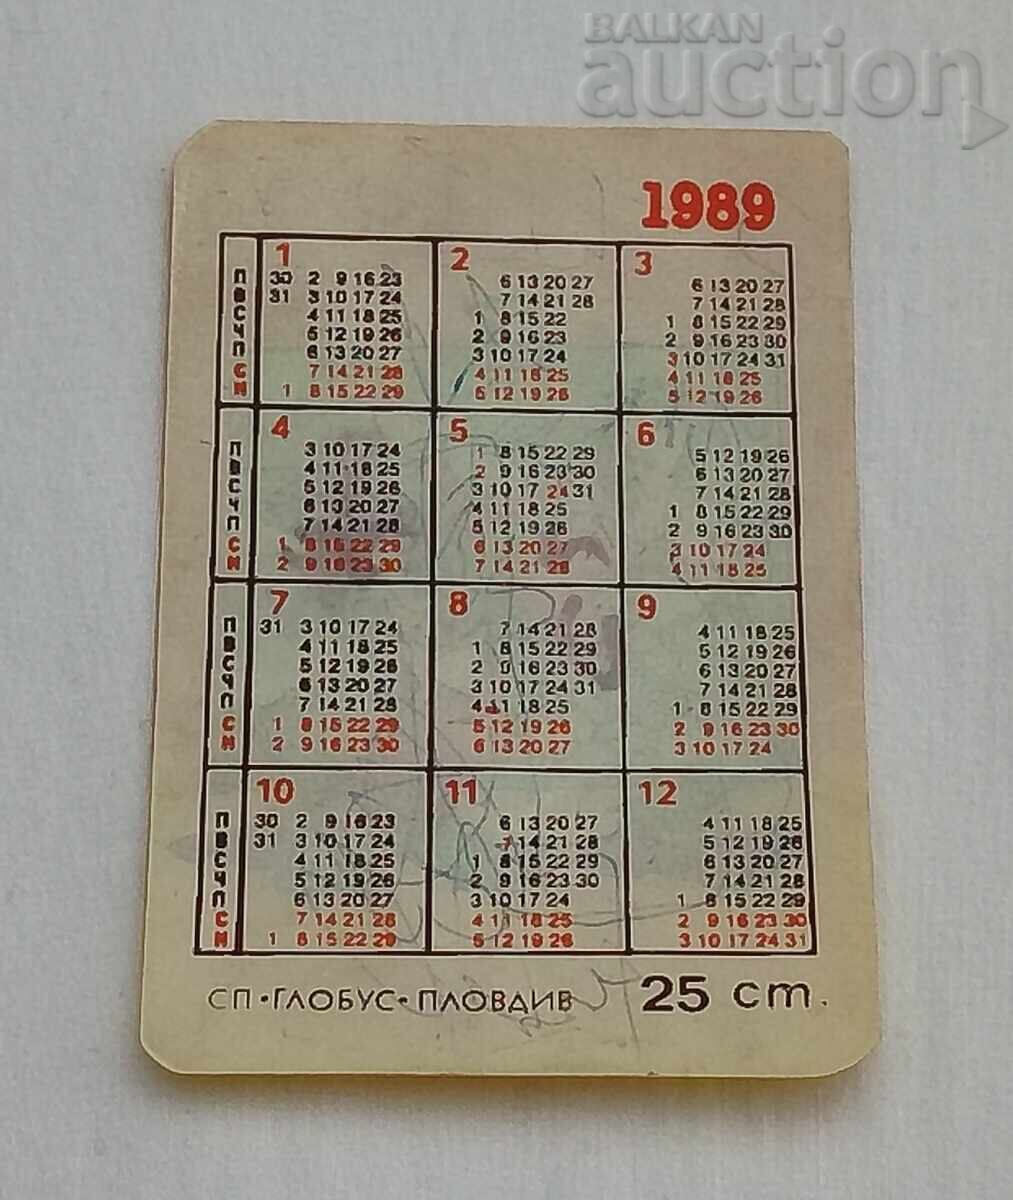 BALKAN
auction
1989
1 2 3
П 30 2 9 16 23 6 13 20 27 6 13 20 27
В 31 3 10 17 24 7 14 21 28 7 14 21 28
С 4 11 18 25 1 8 15 22 1 8 15 22 29
Ч 5 12 19 26 2 9 16 23 2 9 16 23 30
П 6 13 20 27 3 10 17 24 3 10 17 24 31
С 7 14 21 28 4 11 18 25 4 11 18 25
Н 1 8 15 22 29 5 12 19 26 5 12 19 26
4 5 6
П 3 10 17 24 1 8 15 22 29 5 12 19 26
В 4 11 18 25 2 9 16 23 30 6 13 20 27
С 5 12 19 26 3 10 17 24 31 7 14 21 28
Ч 6 13 20 27 4 11 18 25 1 8 15 22 29
П 7 14 21 28 5 12 19 26 2 9 16 23 30
С 1 8 15 22 29 6 13 20 27 3 10 17 24
Н 2 9 16 23 30 7 14 21 28 4 11 18 25
7 8 9
П 31 3 10 17 24 7 14 21 28 4 11 18 25
В 4 11 18 25 1 8 15 22 29 5 12 19 26
С 5 12 19 26 2 9 16 23 30 6 13 20 27
Ч 6 13 20 27 3 10 17 24 31 7 14 21 28
П 7 14 21 28 4 11 18 25 1 8 15 22 29
С 1 8 15 22 29 5 12 19 26 2 9 16 23 30
Н 2 9 16 23 30 6 13 20 27 3 10 17 24
10 11 12
П 30 2 9 16 23 6 13 20 27 4 11 18 25
В 31 3 10 17 24 7 14 21 28 5 12 19 26
С 4 11 18 25 1 8 15 22 29 6 13 20 27
Ч 5 12 19 26 2 9 16 23 30 7 14 21 28
П 6 13 20 27 3 10 17 24 1 8 15 22 29
С 7 14 21 28 4 11 18 25 2 9 16 23 30
Н 1 8 15 22 29 5 12 19 26 3 10 17 24 31
СП•ГЛОБУС•ПЛОВДИВ 25 cm.